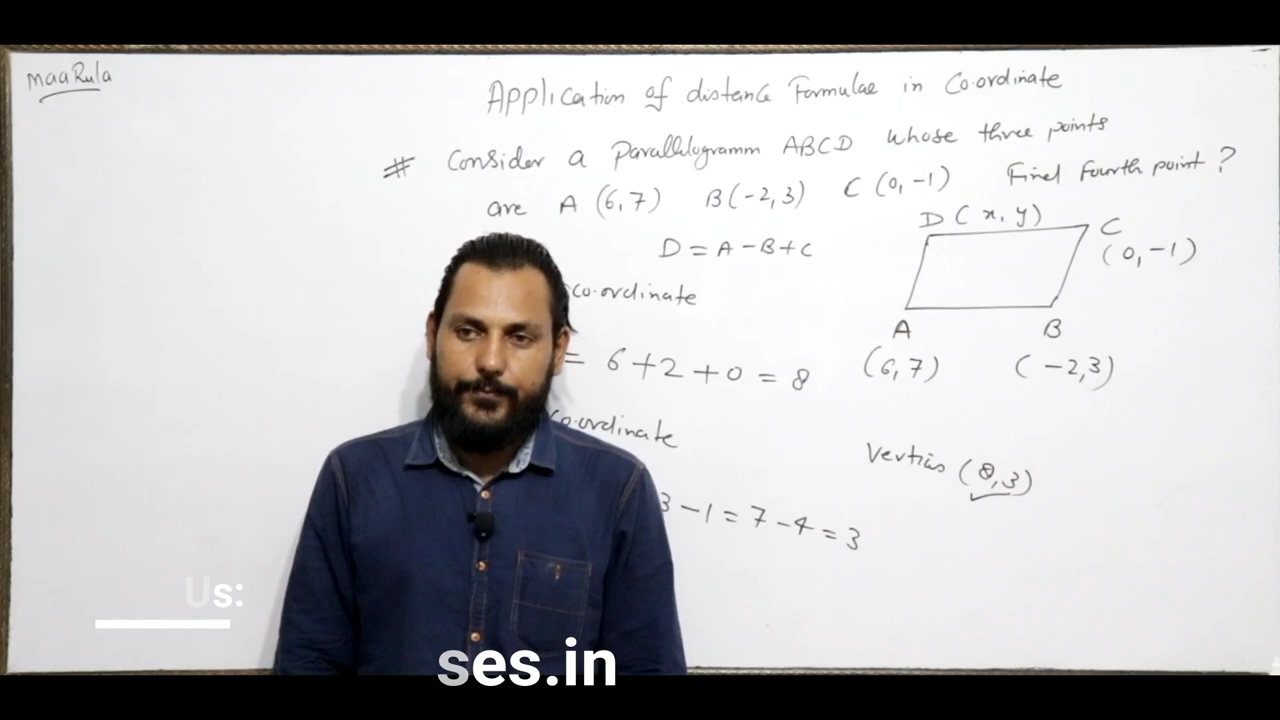 MaaRula
Application of distance Formulae in Co-ordinate
# Consider a Parallelogramm ABCD whose three points
are A (6,7) B(-2,3) C (0,-1) Find Fourth point ?
D = A - B + C
D (x, y)
C
(0, -1)
co-ordinate
A
B
= 6 + 2 + 0 = 8
(6, 7)
(-2,3)
co-ordinate
Vertias (8,3)
3 - 1 = 7 - 4 = 3
Us:
ses.in